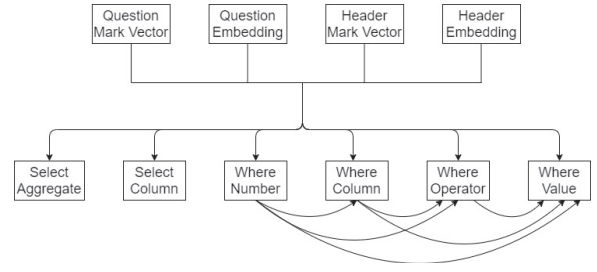 Question
Mark Vector
Question
Embedding
Header
Mark Vector
Header
Embedding
Select
Aggregate
Select
Column
Where
Number
Where
Column
Where
Operator
Where
Value